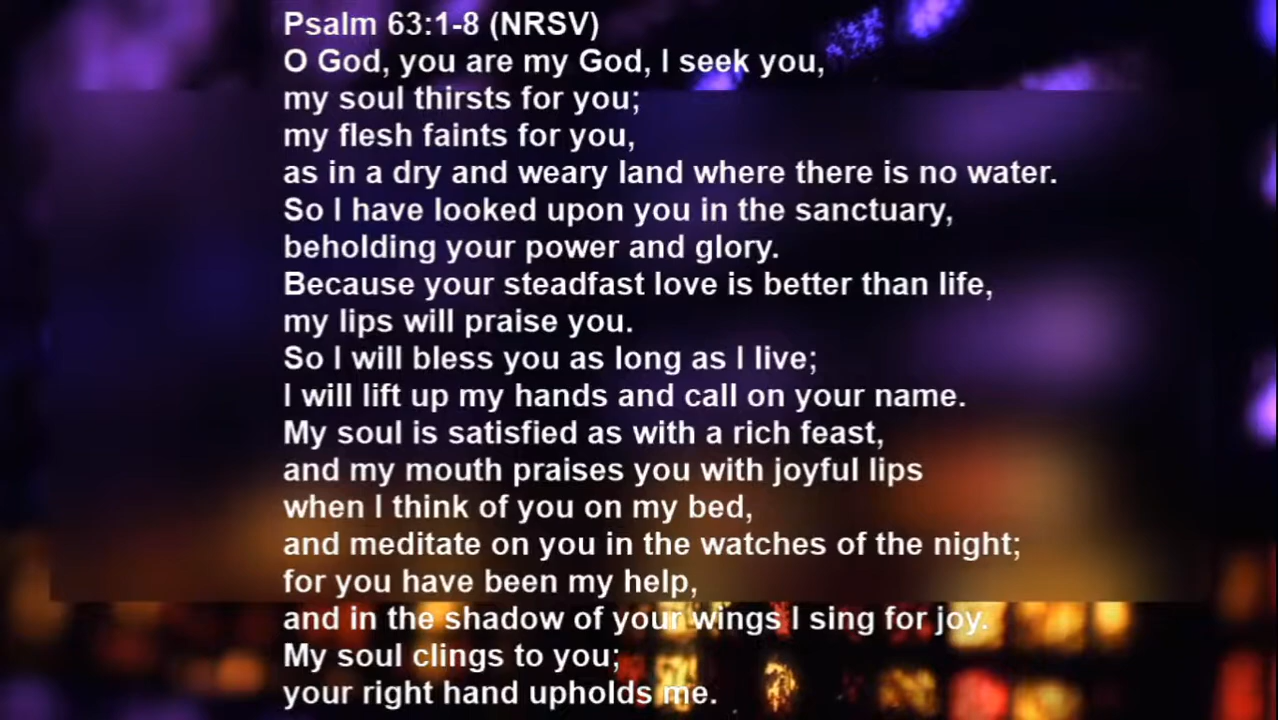 Psalm 63:1-8 (NRSV)
O God, you are my God, I seek you,
my soul thirsts for you;
my flesh faints for you,
as in a dry and weary land where there is no water.
So I have looked upon you in the sanctuary,
beholding your power and glory.
Because your steadfast love is better than life,
my lips will praise you.
So I will bless you as long as I live;
I will lift up my hands and call on your name.
My soul is satisfied as with a rich feast,
and my mouth praises you with joyful lips
when I think of you on my bed,
and meditate on you in the watches of the night;
for you have been my help,
and in the shadow of your wings I sing for joy.
My soul clings to you;
your right hand upholds me.